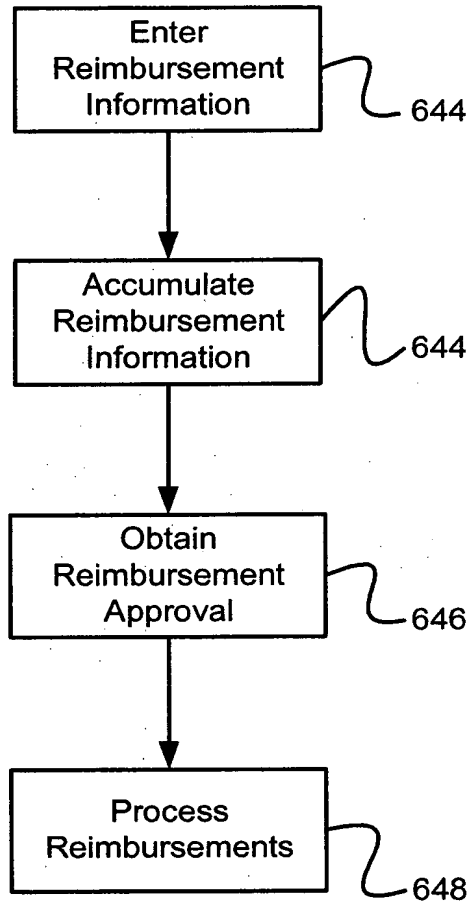 Enter
Reimbursement
Information
644
Accumulate
Reimbursement
Information
644
Obtain
Reimbursement
Approval
646
Process
Reimbursements
648